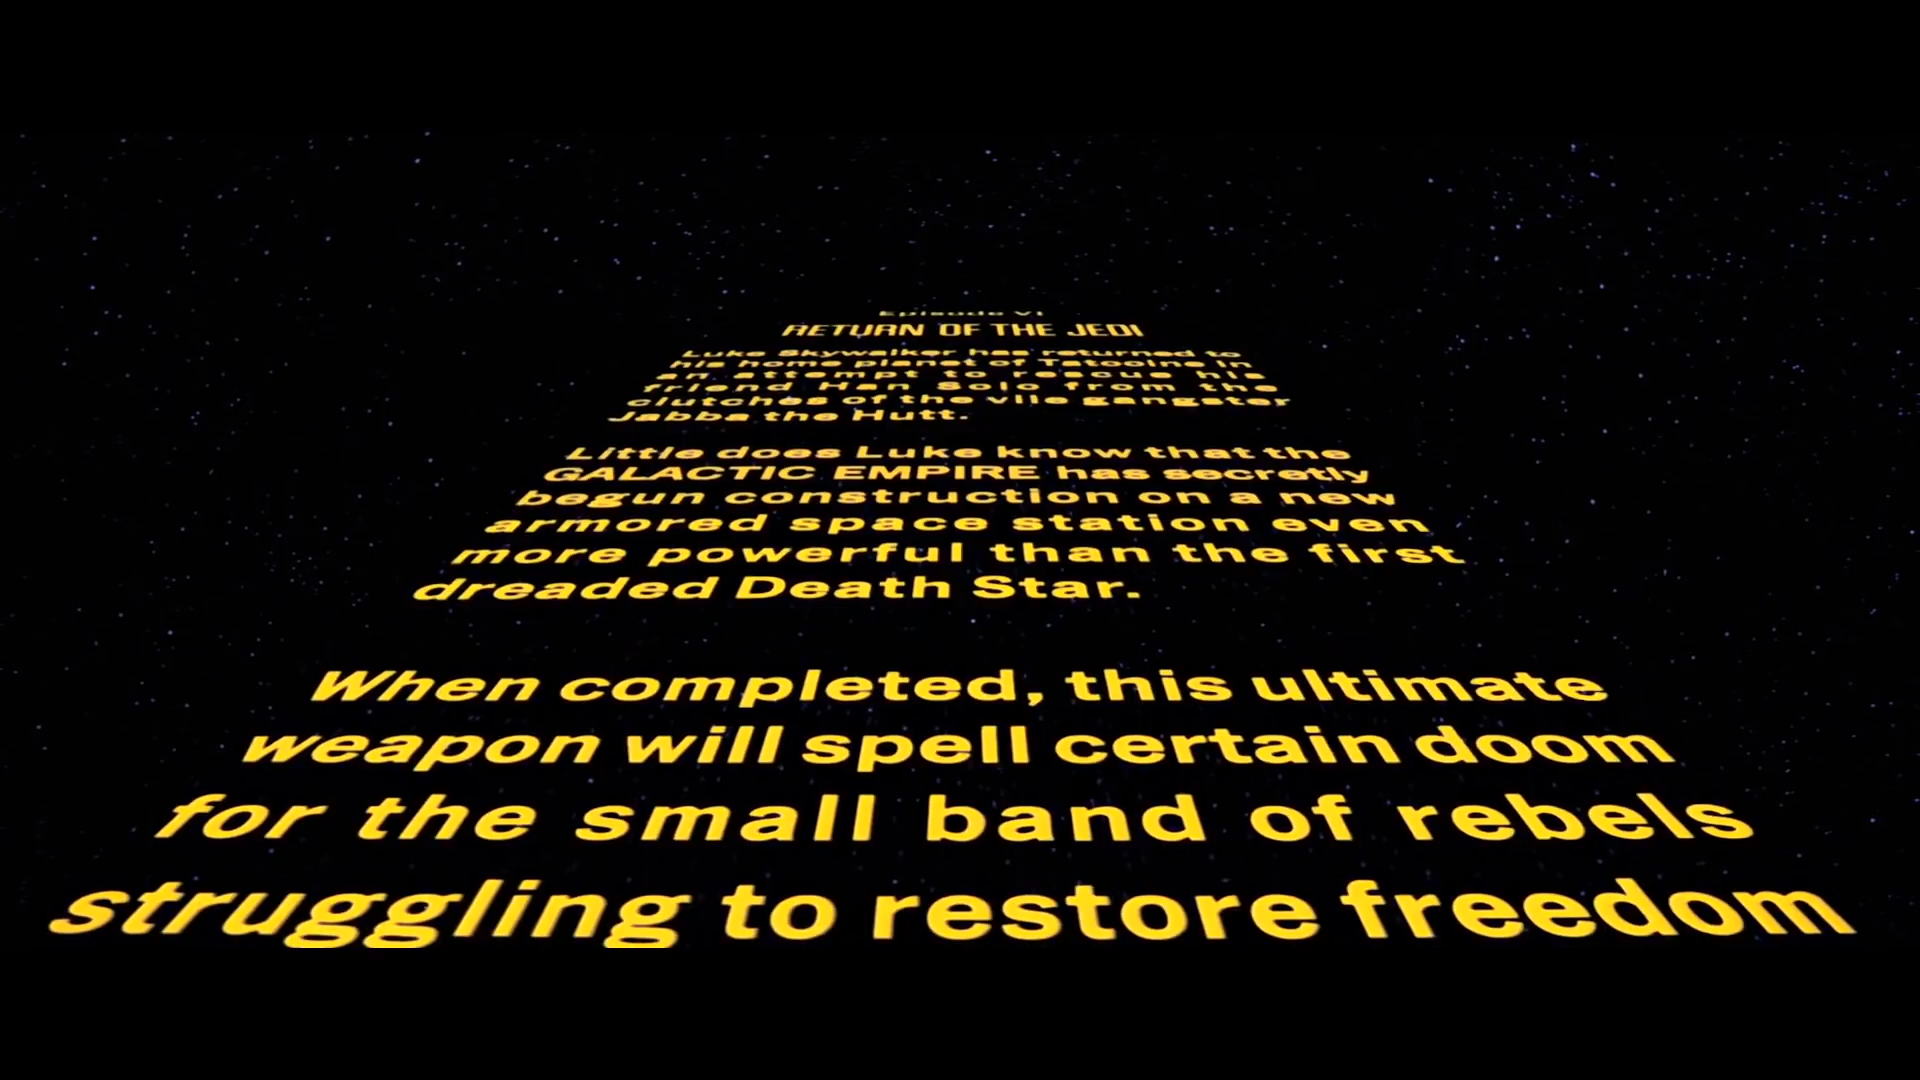 Episode VI
RETURN OF THE JEDI
Luke Skywalker has returned to
his home planet of Tatooine in
an attempt to rescue his
friend Han Solo from the
clutches of the vile gangster
Jabba the Hutt.
Little does Luke know that the
GALACTIC EMPIRE has secretly
begun construction on a new
armored space station even
more powerful than the first
dreaded Death Star.
When completed, this ultimate
weapon will spell certain doom
for the small band of rebels
struggling to restore freedom